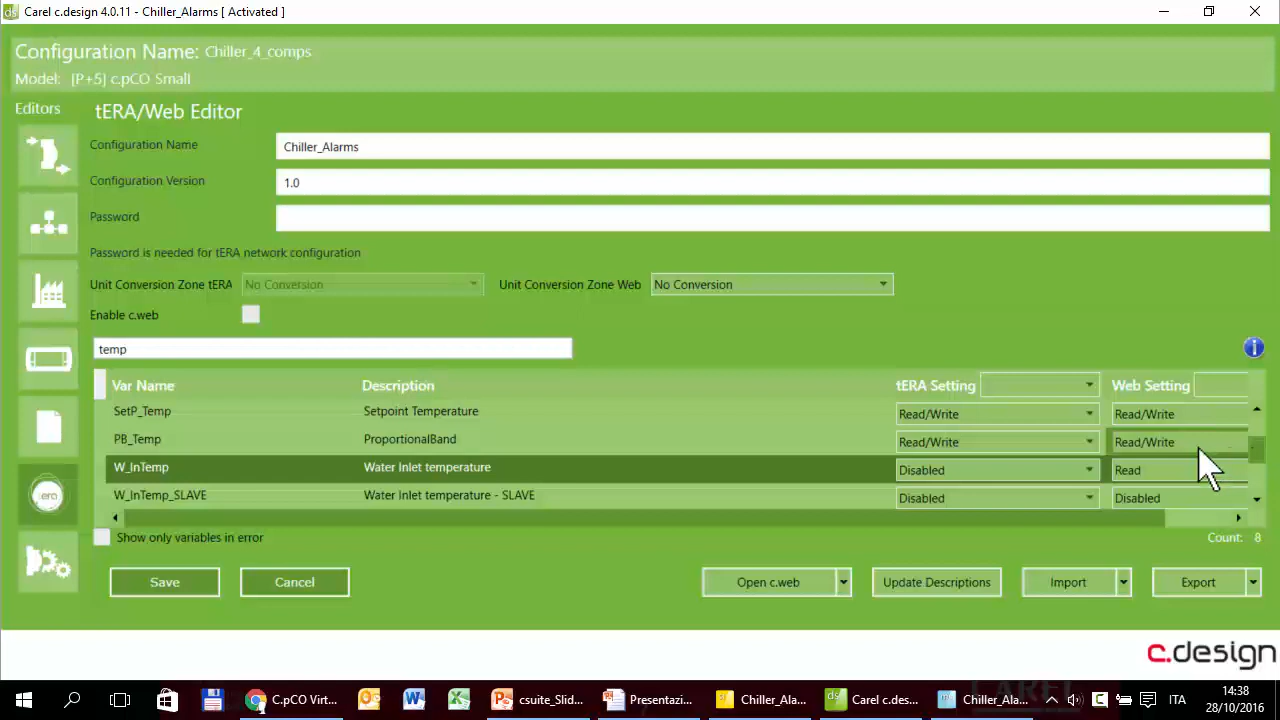 Carel c.design 4.0.11 - Chiller_Alarms [ Activated ]
Configuration Name: Chiller_4_comps
Model: [P+5] c.pCO Small
Editors
tERA/Web Editor
Configuration Name Chiller_Alarms
Configuration Version 1.0
Password
Password is needed for tERA network configuration
Unit Conversion Zone tERA No Conversion Unit Conversion Zone Web No Conversion
Enable c.web
temp
Var Name Description tERA Setting Web Setting
SetP_Temp Setpoint Temperature Read/Write Read/Write
PB_Temp ProportionalBand Read/Write Read/Write
W_InTemp Water Inlet temperature Disabled Read
W_InTemp_SLAVE Water Inlet temperature - SLAVE Disabled Disabled
Show only variables in error Count: 8
Save Cancel Open c.web Update Descriptions Import Export
c.design
C.pCO Virt... csuite_Slid... Presentazi... Chiller_Ala... Carel c.des... Chiller_Ala... ITA 14:38
28/10/2016